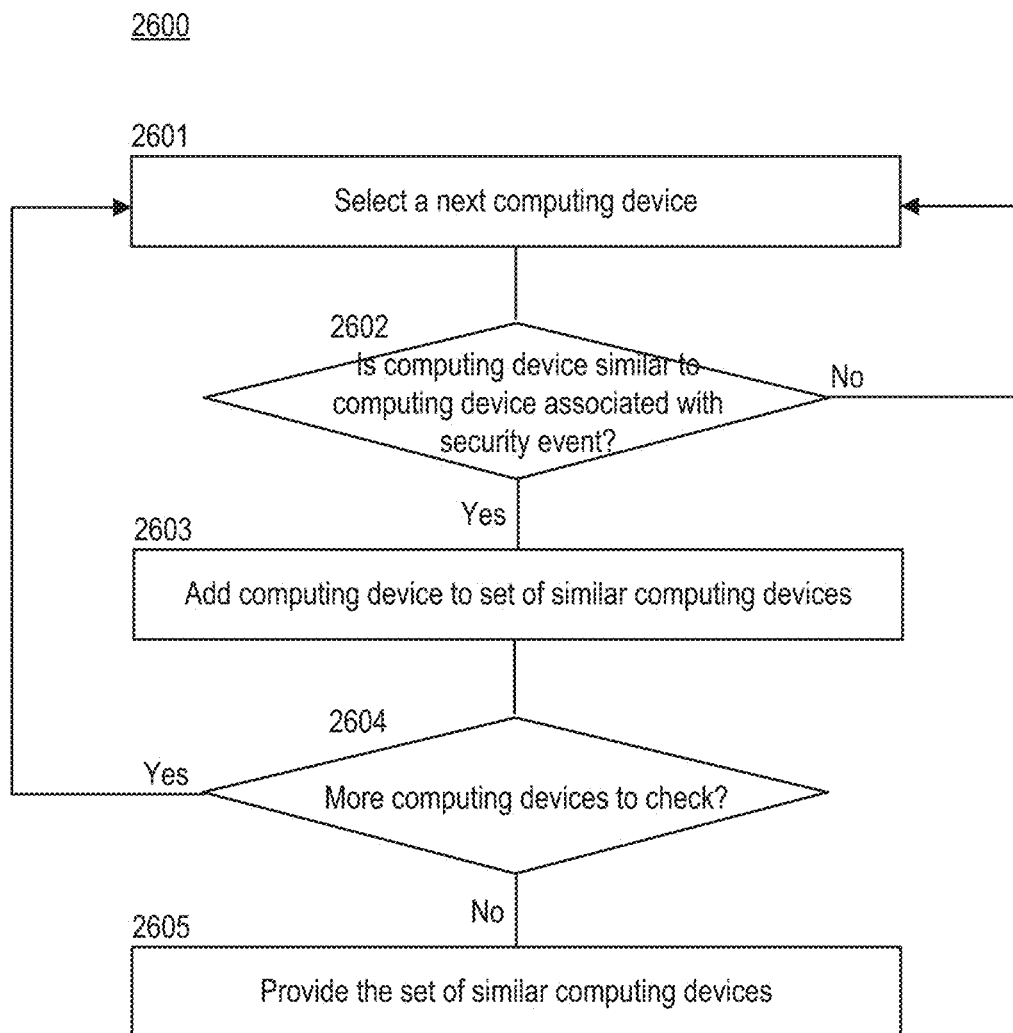 2600
2601
Select a next computing device
2602
Is computing device similar to
computing device associated with
security event?
No
Yes
2603
Add computing device to set of similar computing devices
2604
Yes
More computing devices to check?
No
2605
Provide the set of similar computing devices